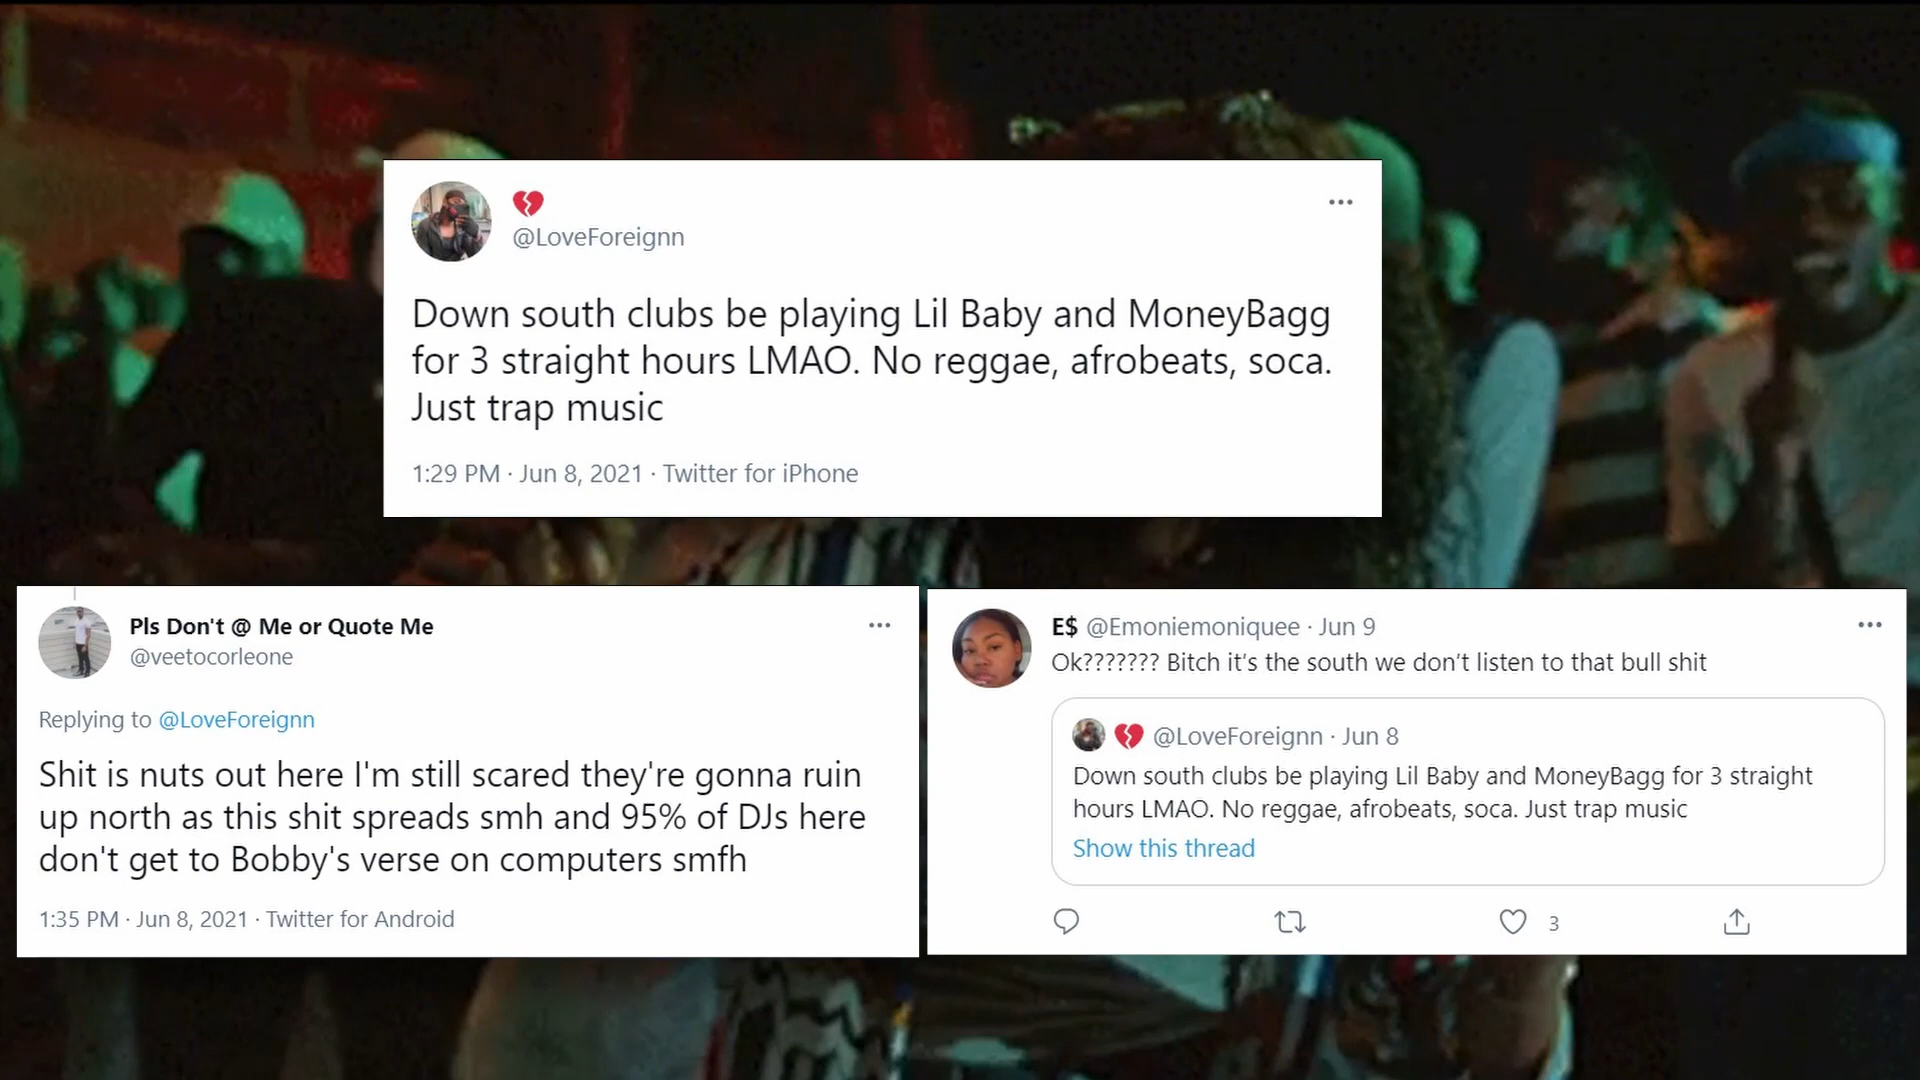 💔
@LoveForeignn
Down south clubs be playing Lil Baby and MoneyBagg
for 3 straight hours LMAO. No reggae, afrobeats, soca.
Just trap music
1:29 PM · Jun 8, 2021 · Twitter for iPhone
Pls Don't @ Me or Quote Me
@veetocorleone
Replying to @LoveForeignn
Shit is nuts out here I'm still scared they're gonna ruin
up north as this shit spreads smh and 95% of DJs here
don't get to Bobby's verse on computers smfh
1:35 PM · Jun 8, 2021 · Twitter for Android
E$ @Emoniemoniquee · Jun 9
Ok??????? Bitch it’s the south we don’t listen to that bull shit
💔 @LoveForeignn · Jun 8
Down south clubs be playing Lil Baby and MoneyBagg for 3 straight
hours LMAO. No reggae, afrobeats, soca. Just trap music
Show this thread
3